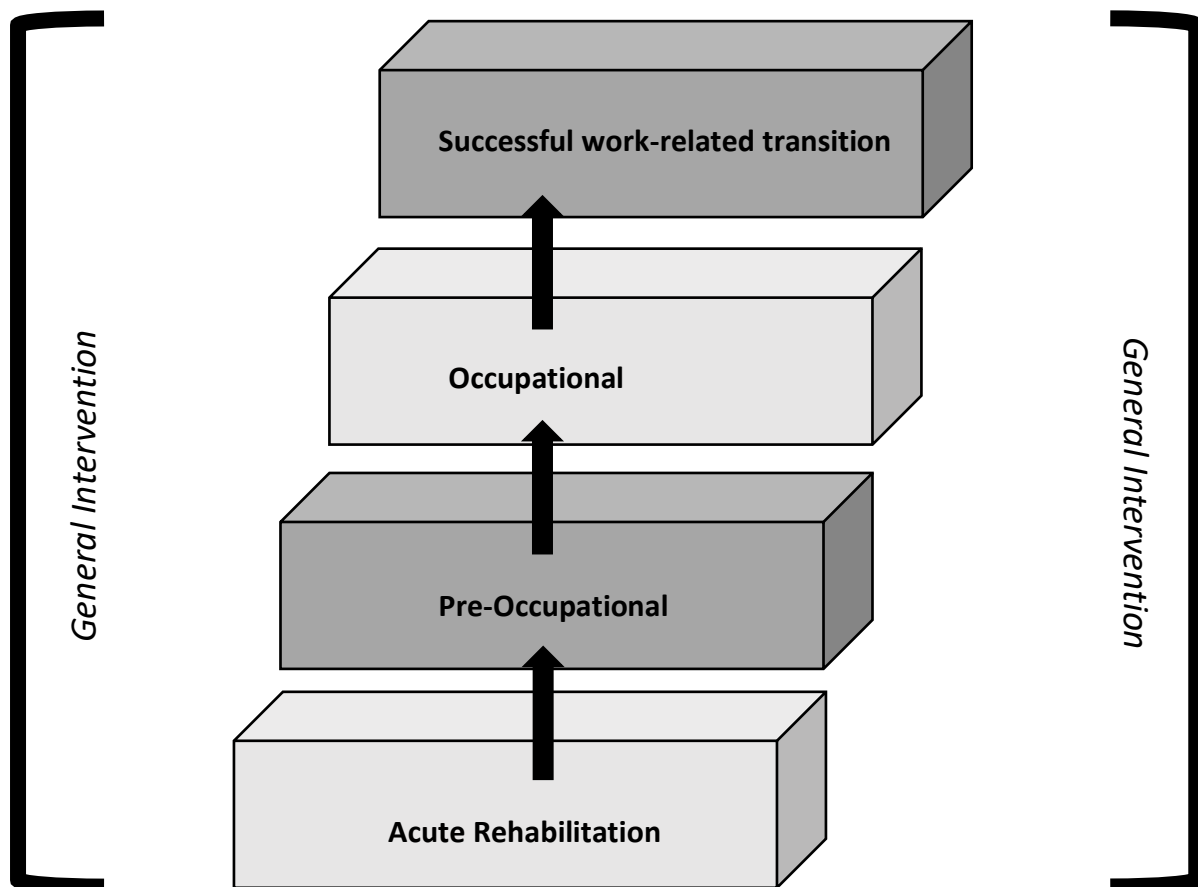 Successful work-related transition
General Intervention
Occupational
General Intervention
Pre-Occupational
Acute Rehabilitation